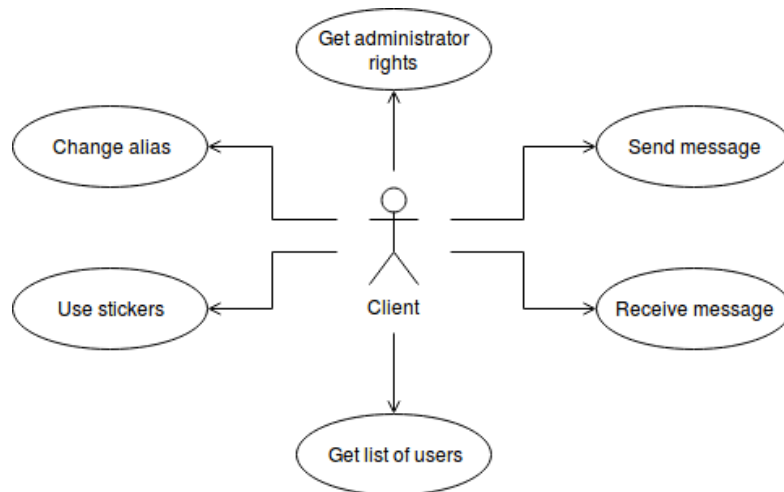 Get administrator
rights
Change alias
Send message
Use stickers
Client
Receive message
Get list of users